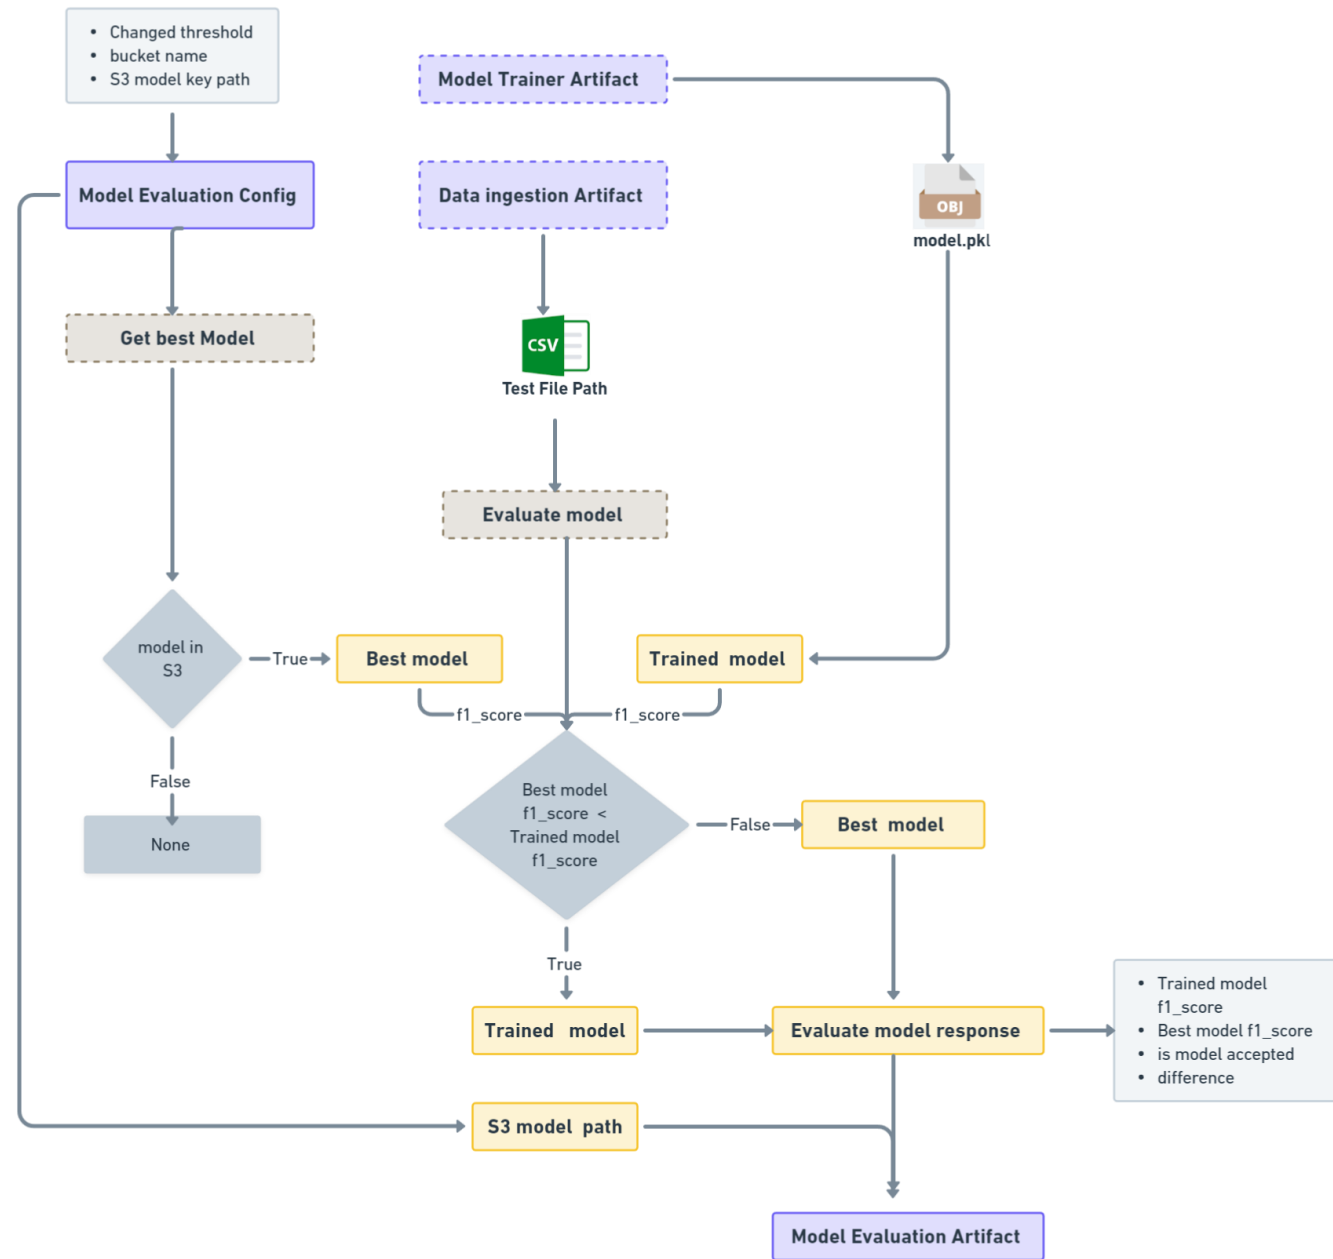 • Changed threshold
• bucket name
• S3 model key path
Model Trainer Artifact
Model Evaluation Config
Data ingestion Artifact
OBJ
model.pkl
Get best Model
CSV
Test File Path
Evaluate model
model in
S3
True
Best model
Trained model
f1_score
f1_score
False
None
Best model
f1_score <
Trained model
f1_score
False
Best model
True
Trained model
Evaluate model response
• Trained model
f1_score
• Best model f1_score
• is model accepted
• difference
S3 model path
Model Evaluation Artifact